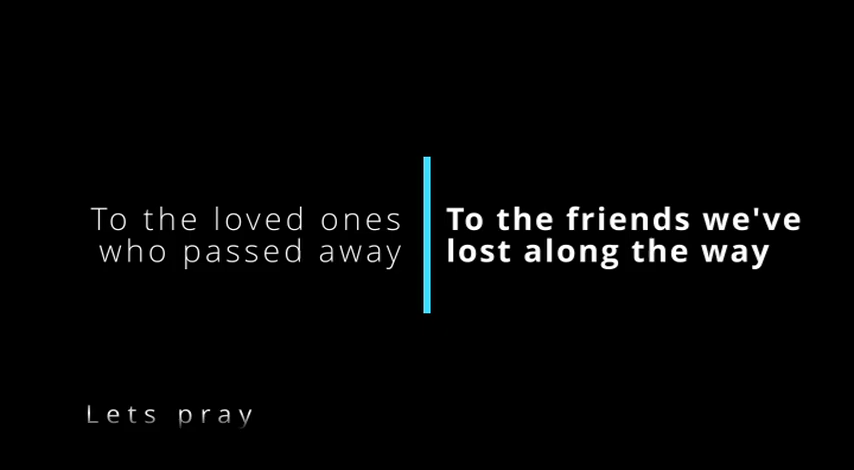 To the loved ones
who passed away
To the friends we've
lost along the way
Lets pray